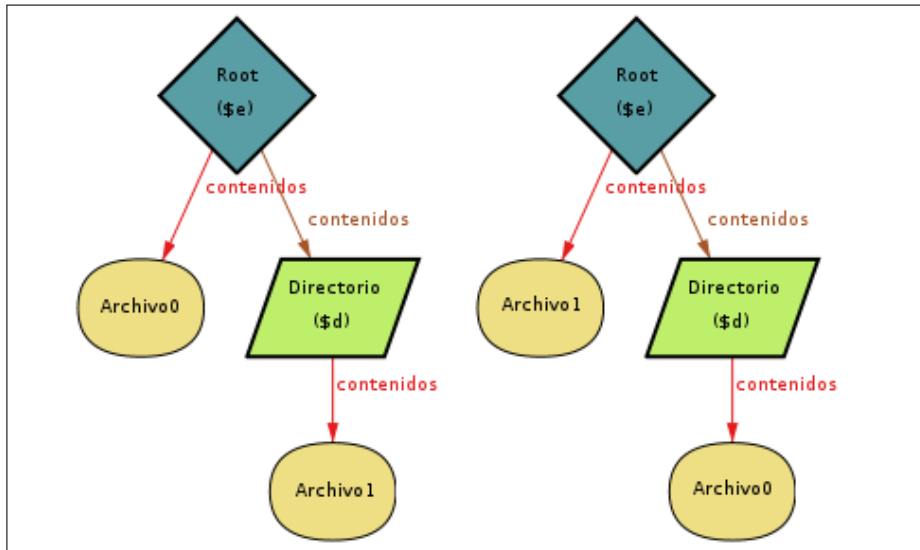 Root
($e)
contenidos
contenidos
Archivo0
Directorio
($d)
contenidos
Archivo1
Root
($e)
contenidos
contenidos
Archivo1
Directorio
($d)
contenidos
Archivo0